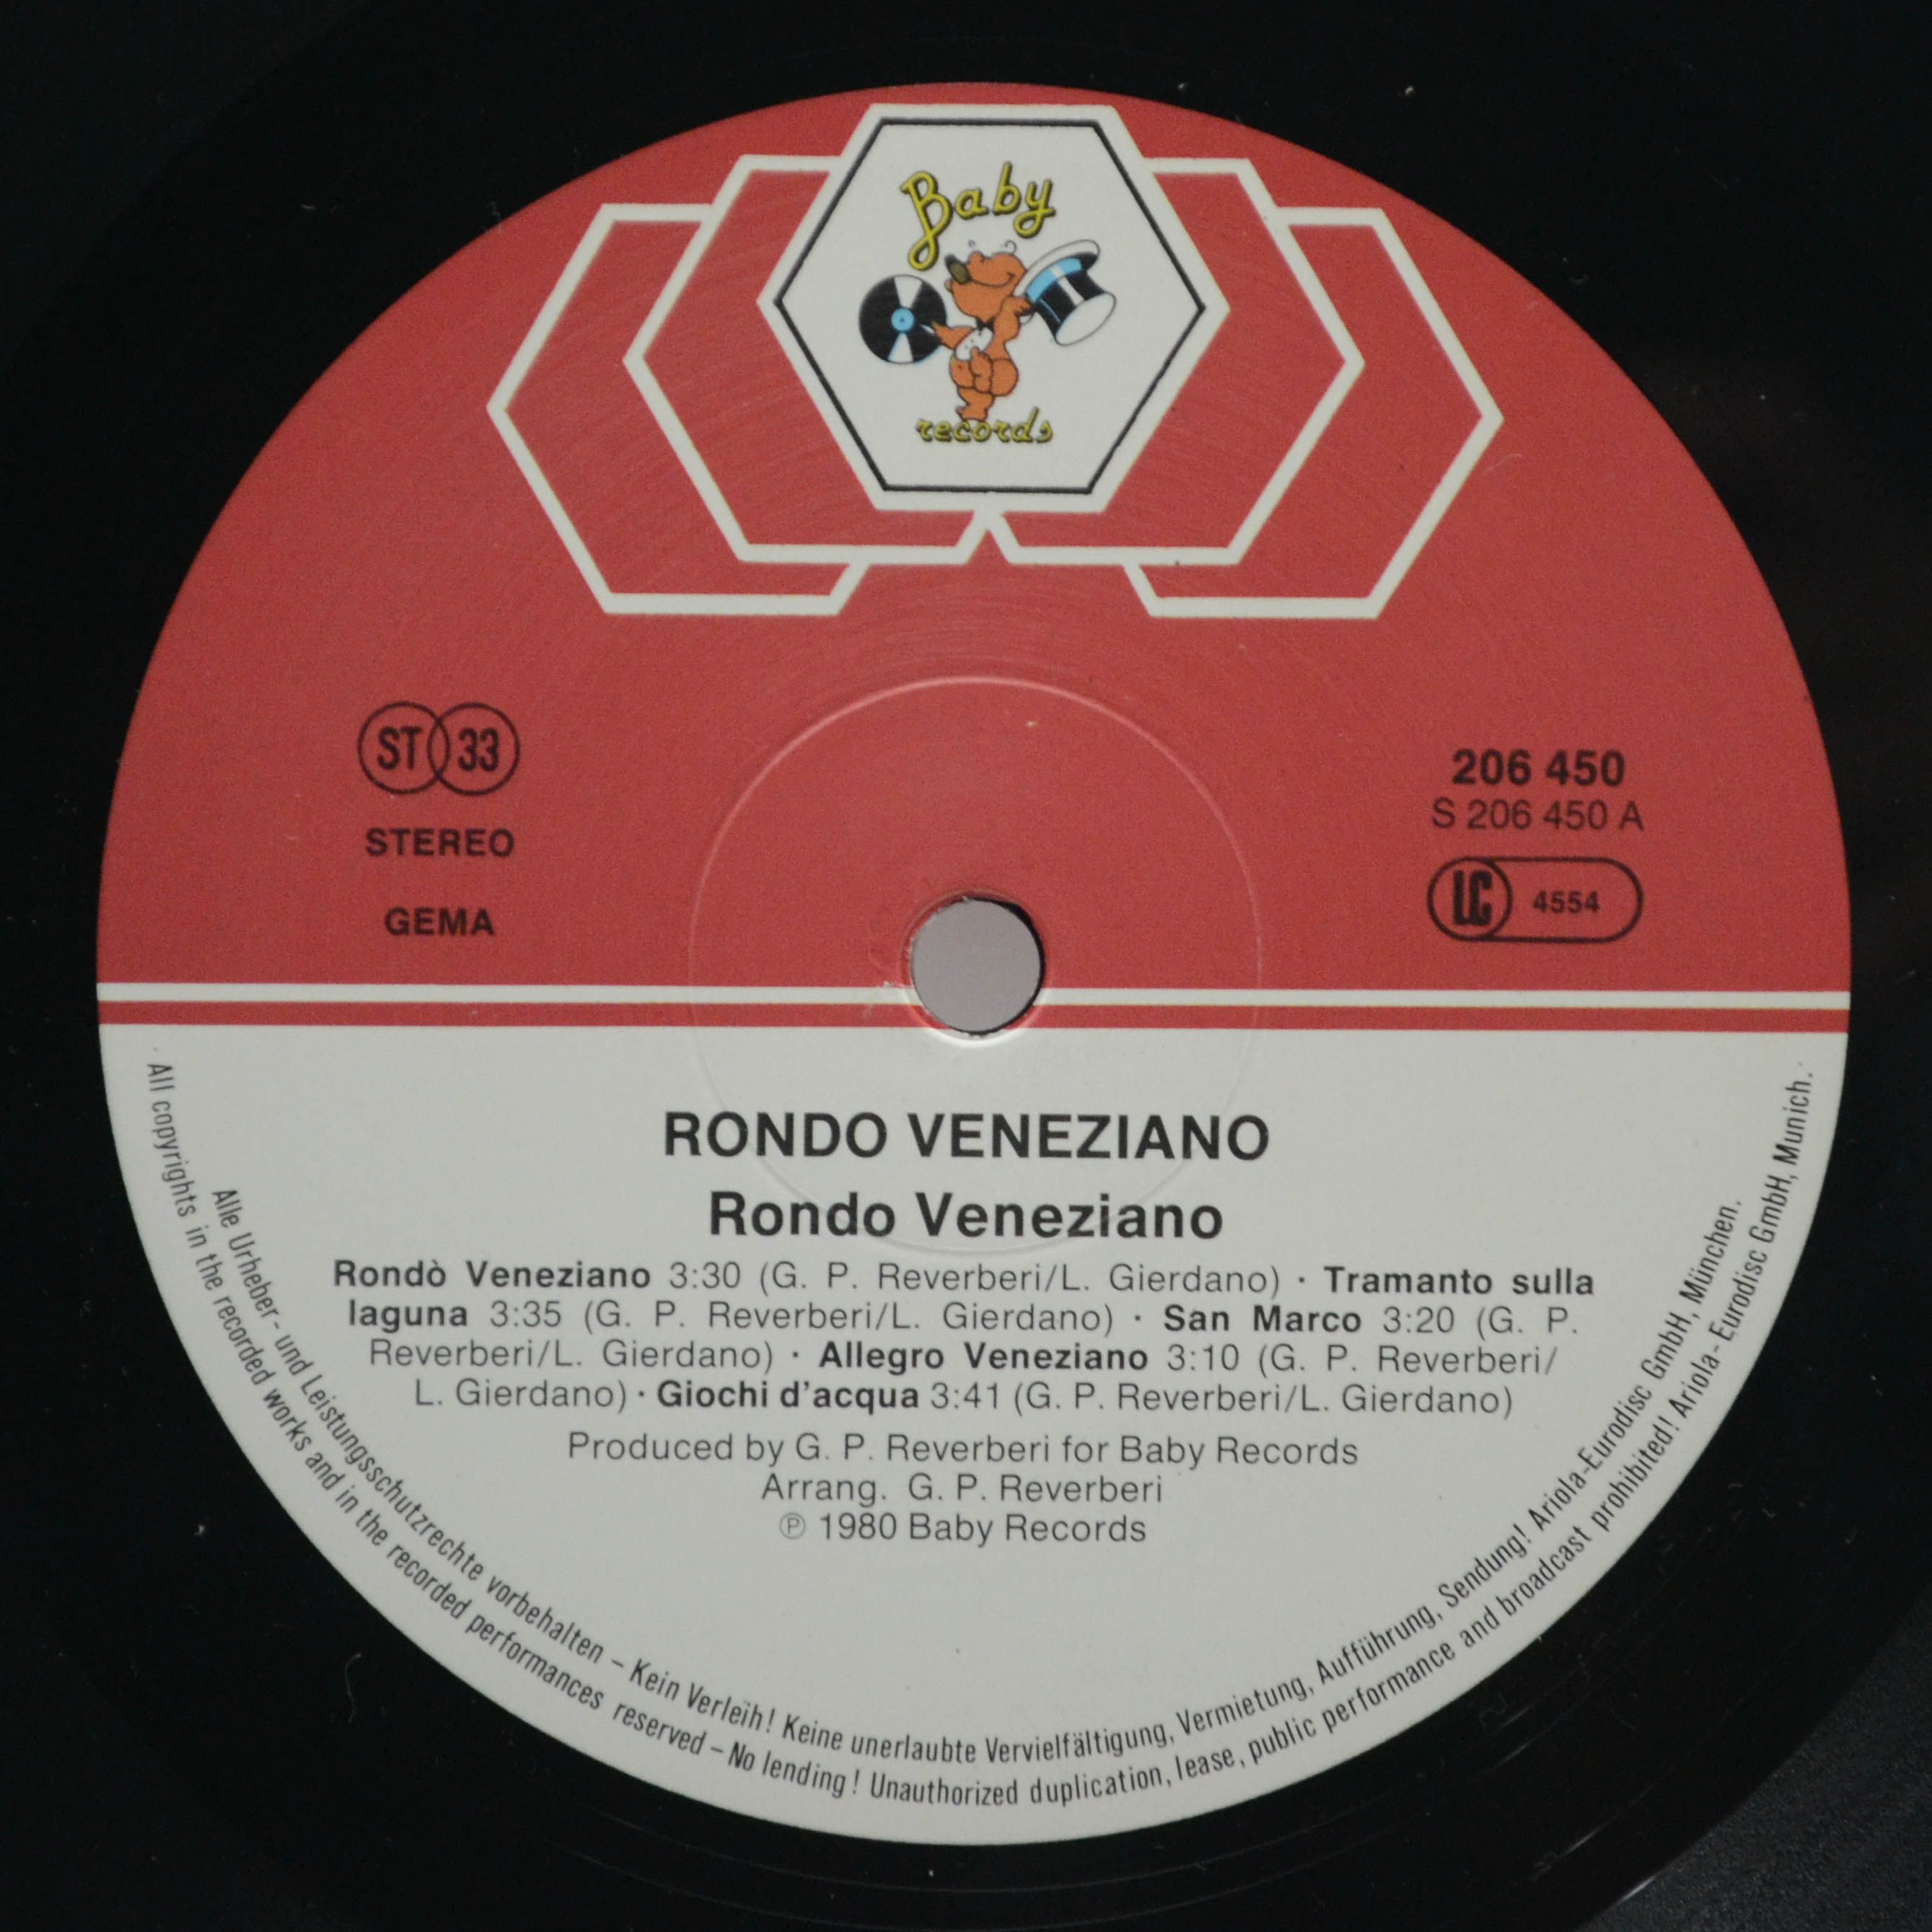 Baby
records
ST 33
STEREO
GEMA
206 450
S 206 450 A
LC 4554
RONDO VENEZIANO
Rondo Veneziano
Rondò Veneziano 3:30 (G. P. Reverberi/L. Gierdano) · Tramanto sulla
laguna 3:35 (G. P. Reverberi/L. Gierdano) · San Marco 3:20 (G. P.
Reverberi/L. Gierdano) · Allegro Veneziano 3:10 (G. P. Reverberi/
L. Gierdano) · Giochi d'acqua 3:41 (G. P. Reverberi/L. Gierdano)
Produced by G. P. Reverberi for Baby Records
Arrang. G. P. Reverberi
℗ 1980 Baby Records
Alle Urheber- und Leistungsschutzrechte vorbehalten – Kein Verleih! Keine unerlaubte Vervielfältigung, Vermietung, Aufführung, Sendung! Ariola-Eurodisc GmbH, München.
All copyrights in the recorded works and in the recorded performances reserved – No lending! Unauthorized duplication, lease, public performance and broadcast prohibited! Ariola-Eurodisc GmbH, Munich.